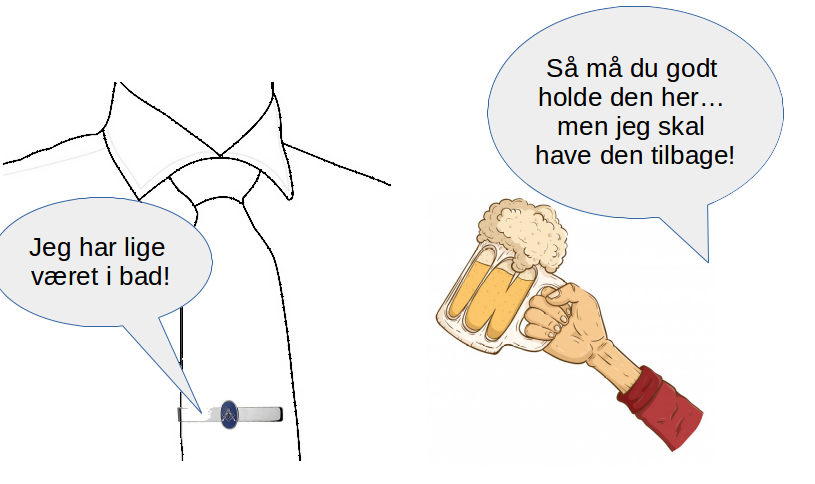 Jeg har lige
været i bad!
Så må du godt
holde den her…
men jeg skal
have den tilbage!